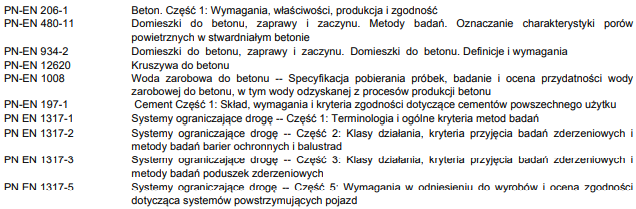 PN-EN 206-1 Beton. Część 1: Wymagania, właściwości, produkcja i zgodność
PN-EN 480-11 Domieszki do betonu, zaprawy i zaczynu. Metody badań. Oznaczanie charakterystyki porów
powietrznych w stwardniałym betonie
PN-EN 934-2 Domieszki do betonu, zaprawy i zaczynu. Domieszki do betonu. Definicje i wymagania
PN-EN 12620 Kruszywa do betonu
PN-EN 1008 Woda zarobowa do betonu -- Specyfikacja pobierania próbek, badanie i ocena przydatności wody
zarobowej do betonu, w tym wody odzyskanej z procesów produkcji betonu
PN-EN 197-1 Cement Część 1: Skład, wymagania i kryteria zgodności dotyczące cementów powszechnego użytku
PN EN 1317-1 Systemy ograniczające drogę -- Część 1: Terminologia i ogólne kryteria metod badań
PN EN 1317-2 Systemy ograniczające drogę -- Część 2: Klasy działania, kryteria przyjęcia badań zderzeniowych i
metody badań barier ochronnych i balustrad
PN EN 1317-3 Systemy ograniczające drogę -- Część 3: Klasy działania, kryteria przyjęcia badań zderzeniowych i
metody badań poduszek zderzeniowych
PN EN 1317-5 Systemy ograniczające drogę -- Część 5: Wymagania w odniesieniu do wyrobów i ocena zgodności
dotycząca systemów powstrzymujących pojazd